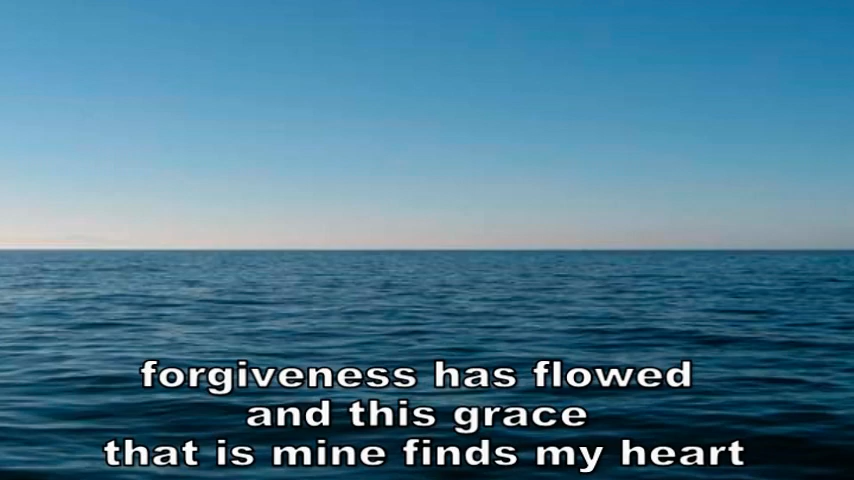 forgiveness has flowed
and this grace
that is mine finds my heart